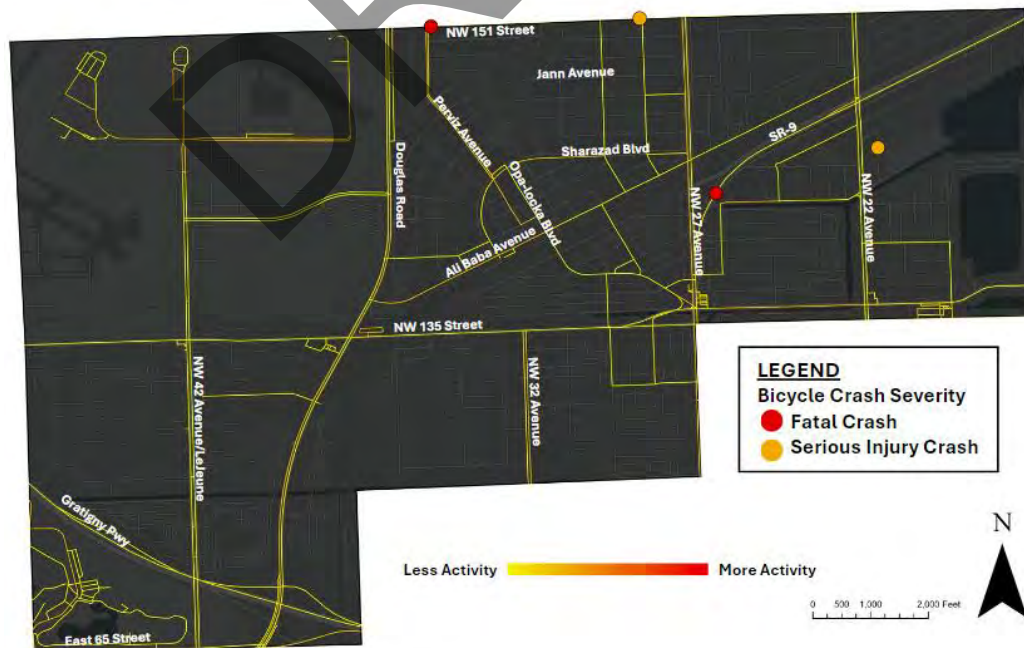 DR
NW 151 Street
Jann Avenue
Perviz Avenue
Sharazad Blvd
SR-9
Douglas Road
Opa-locka Blvd
NW 27 Avenue
NW 22 Avenue
Ali Baba Avenue
NW 135 Street
NW 42 Avenue/LeJeune
NW 32 Avenue
Gratigny Pwy
East 65 Street
LEGEND
Bicycle Crash Severity
Fatal Crash
Serious Injury Crash
Less Activity
More Activity
N
0 500 1,000 2,000 Feet